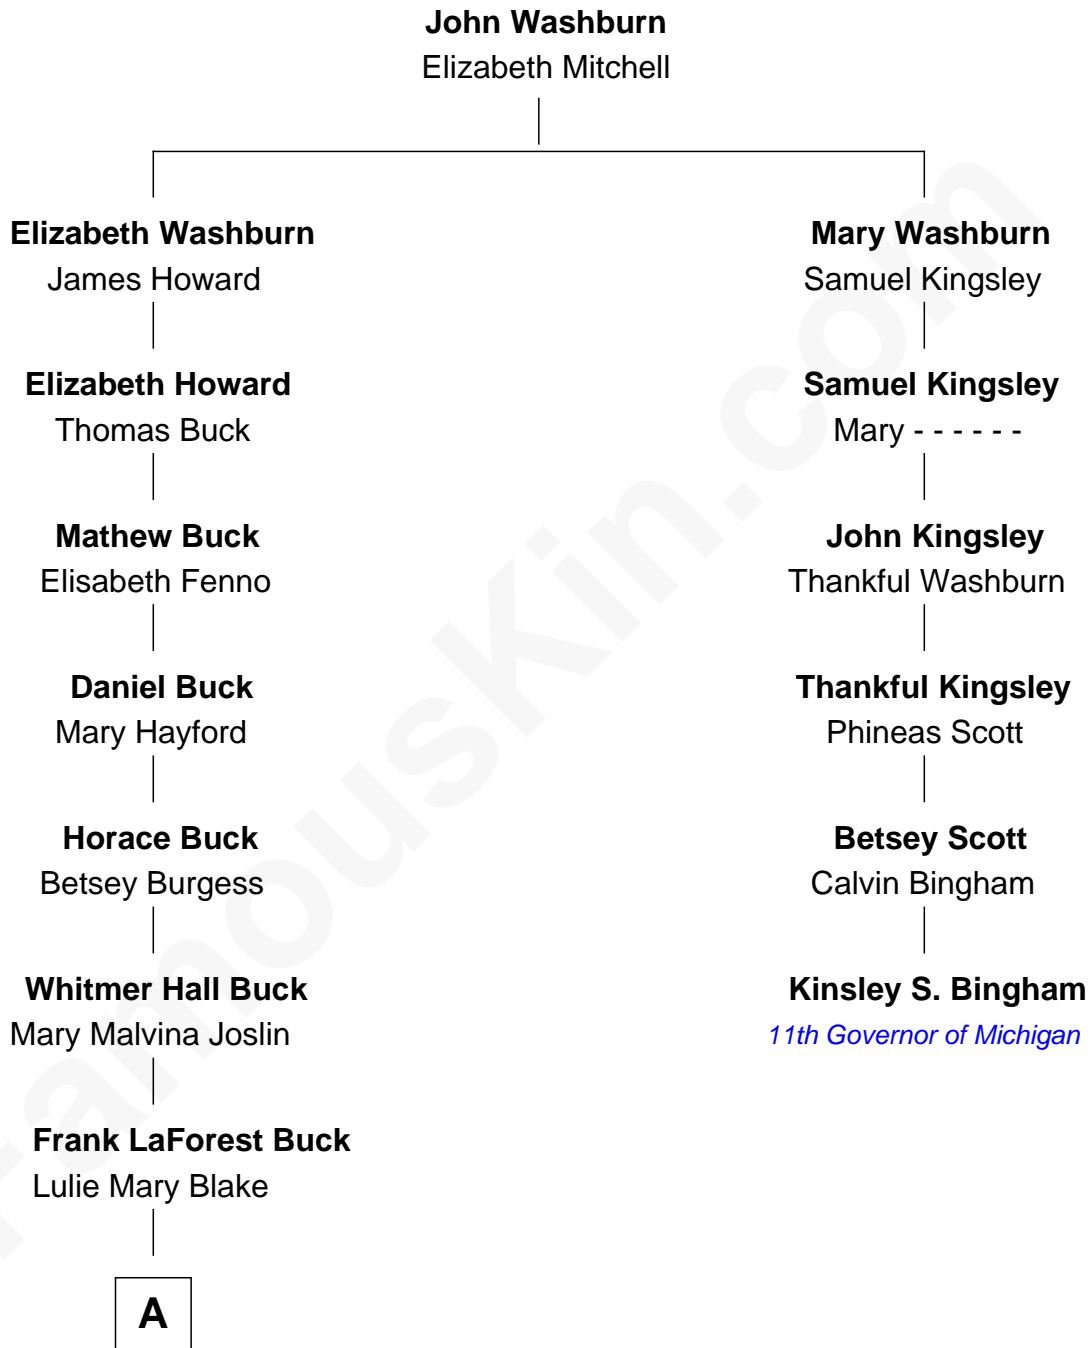 John Washburn
Elizabeth Mitchell
Elizabeth Washburn
James Howard
Mary Washburn
Samuel Kingsley
Elizabeth Howard
Thomas Buck
Samuel Kingsley
Mary - - - - - -
Mathew Buck
Elisabeth Fenno
John Kingsley
Thankful Washburn
Daniel Buck
Mary Hayford
Thankful Kingsley
Phineas Scott
Horace Buck
Betsey Burgess
Betsey Scott
Calvin Bingham
Whitmer Hall Buck
Mary Malvina Joslin
Kinsley S. Bingham
11th Governor of Michigan
Frank LaForest Buck
Lulie Mary Blake
A
FamousKin.com